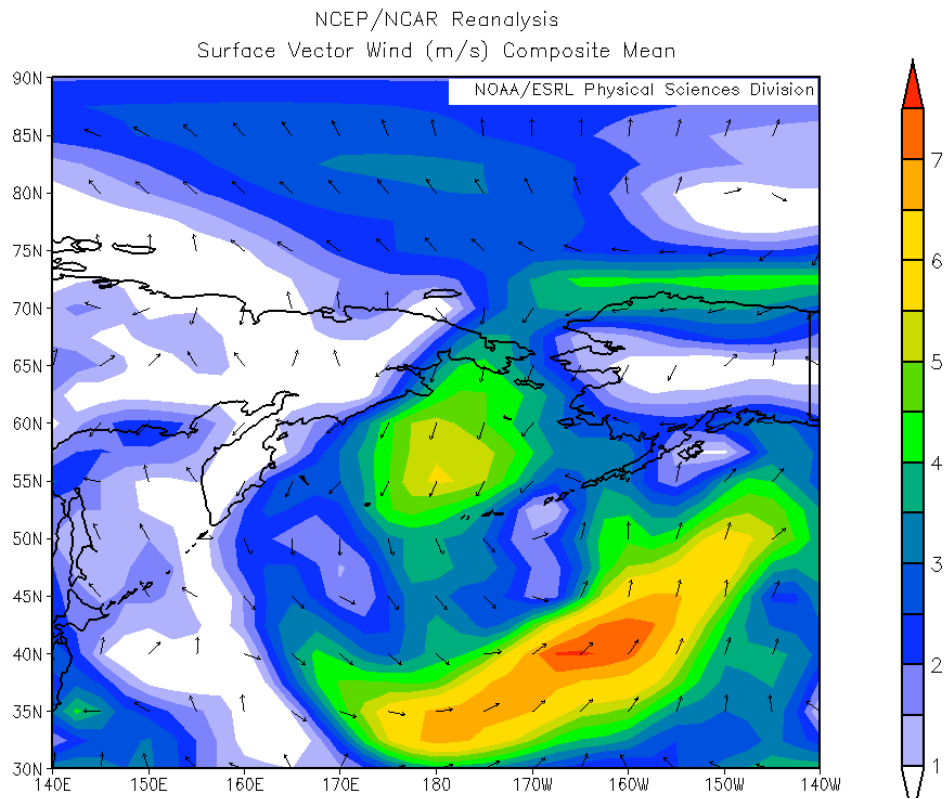 NCEP/NCAR Reanalysis
Surface Vector Wind (m/s) Composite Mean
NOAA/ESRL Physical Sciences Division
90N
85N
80N
75N
70N
65N
60N
55N
50N
45N
40N
35N
30N
140E 150E 160E 170E 180 170W 160W 150W 140W
7
6
5
4
3
2
1